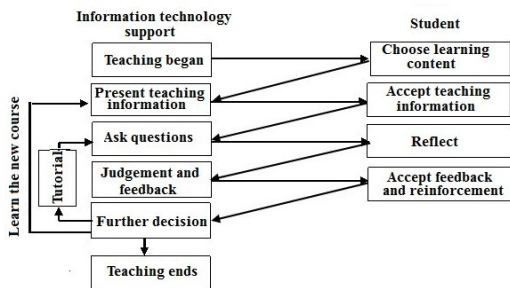 Information technology
support
Student
Teaching began
Choose learning
content
Present teaching
information
Accept teaching
information
Ask questions
Reflect
Judgement and
feedback
Accept feedback
and reinforcement
Further decision
Teaching ends
Tutorial
Learn the new course